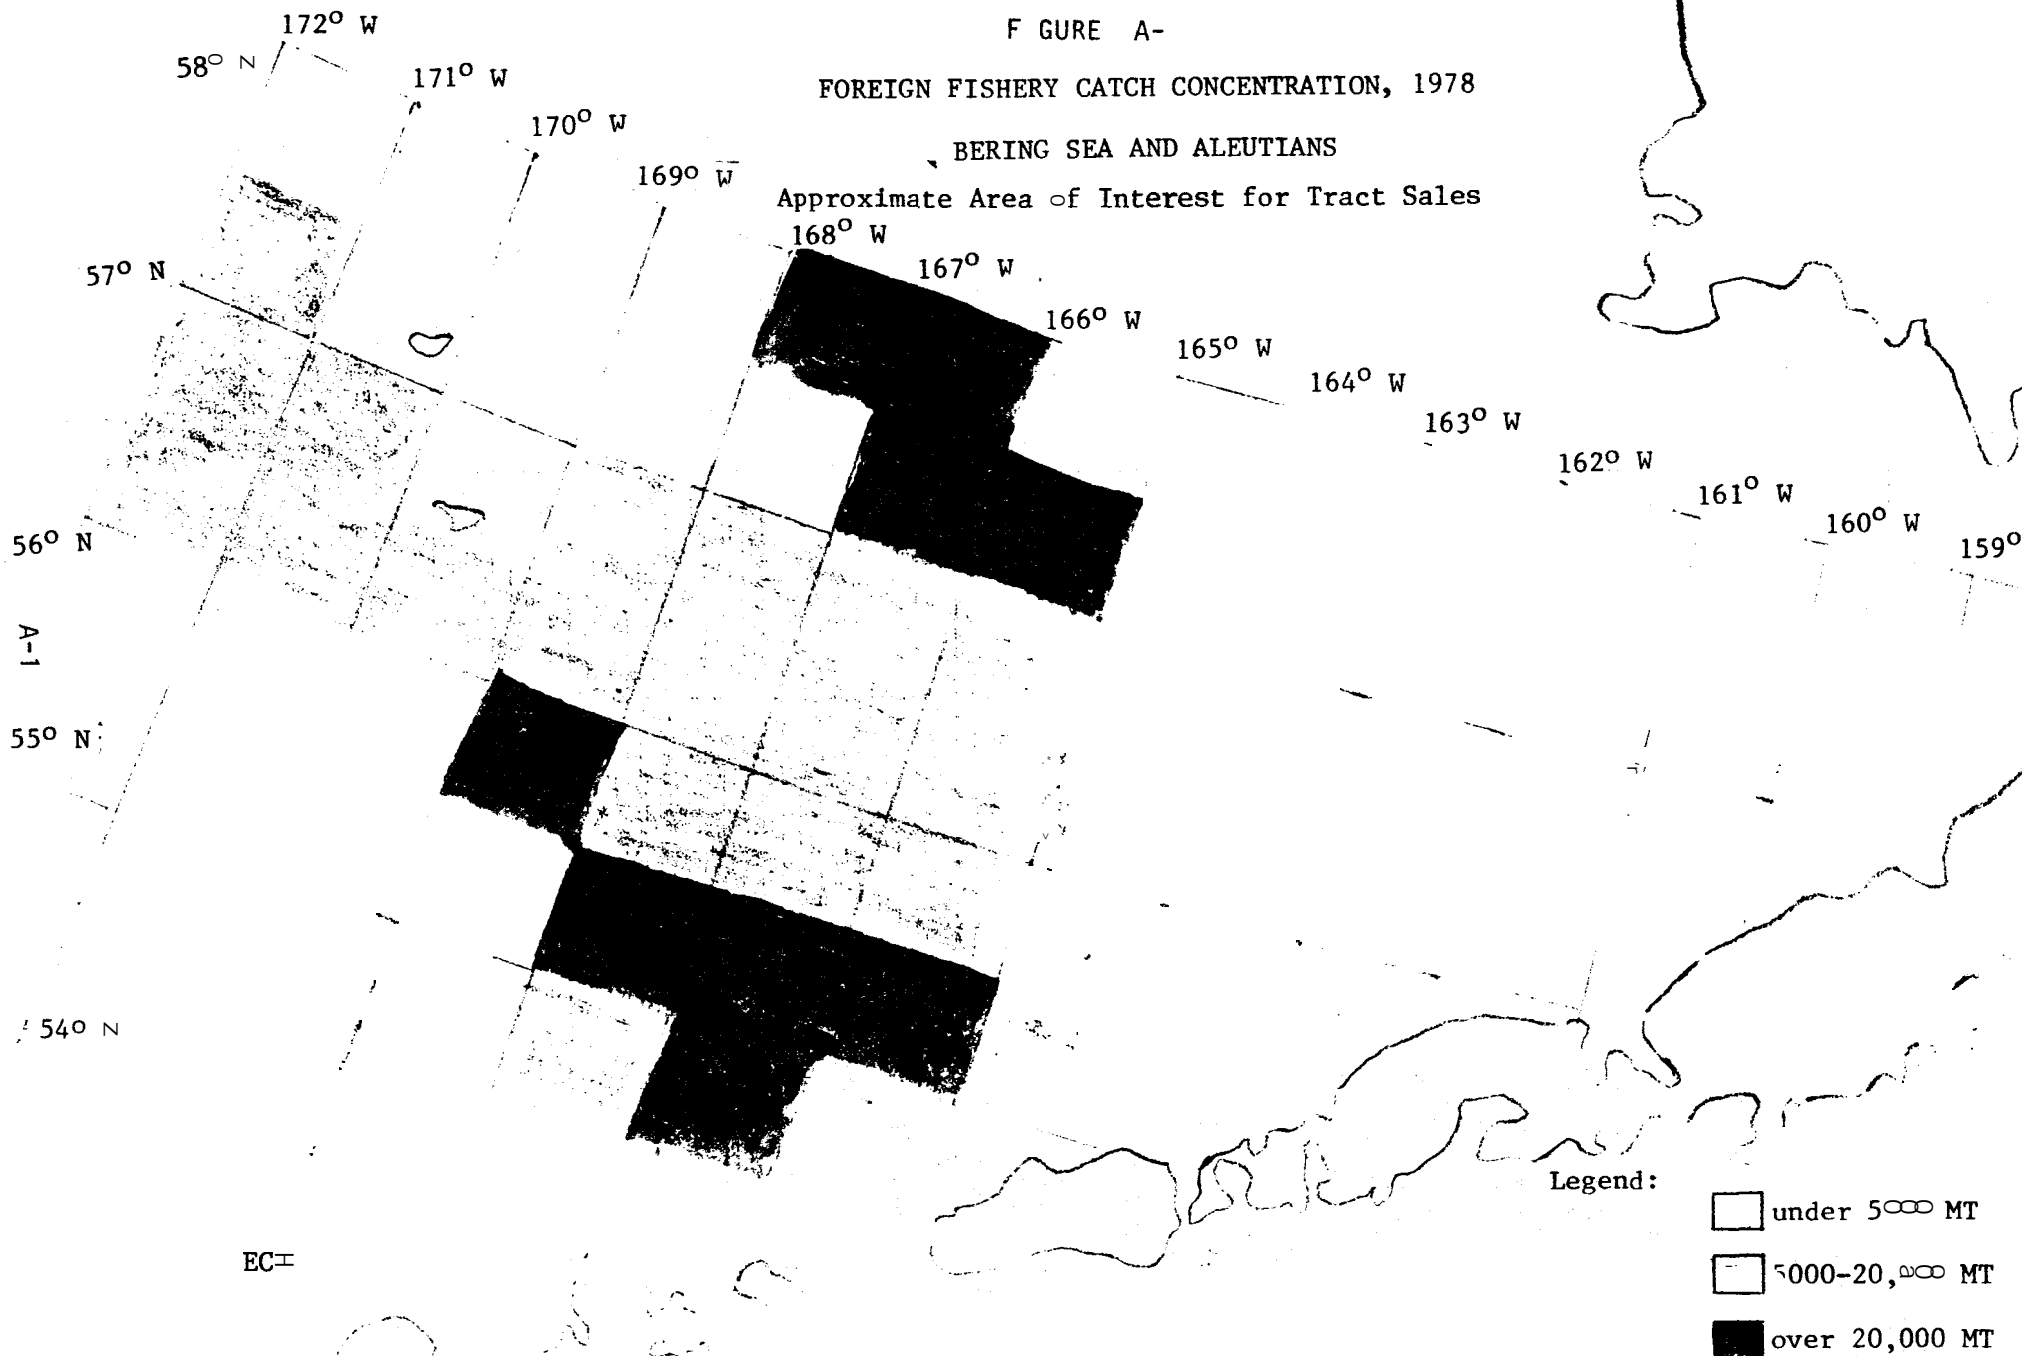 F GURE A-
FOREIGN FISHERY CATCH CONCENTRATION, 1978
BERING SEA AND ALEUTIANS
Approximate Area of Interest for Tract Sales
172° W
58° N
171° W
170° W
169° W
168° W
167° W
57° N
166° W
165° W
164° W
163° W
162° W
161° W
160° W
159°
56° N
A-1
55° N
54° N
Legend:
under 5000 MT
5000-20,000 MT
over 20,000 MT